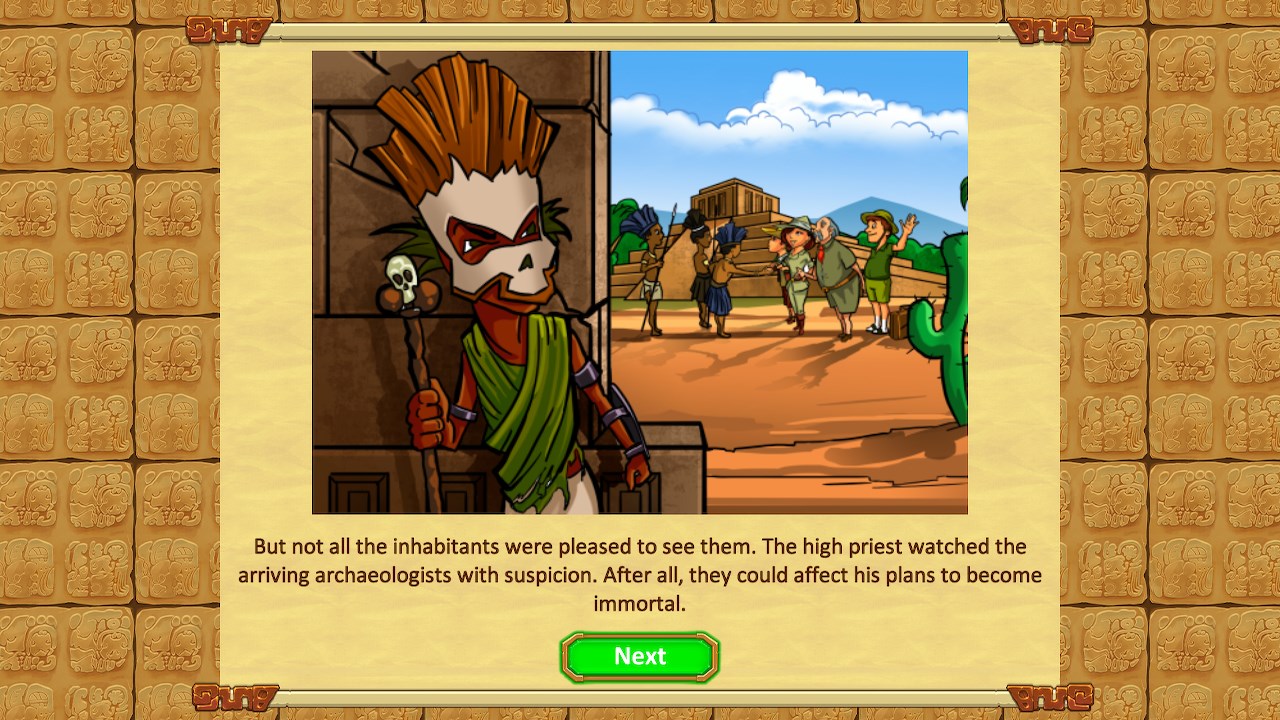 But not all the inhabitants were pleased to see them. The high priest watched the
arriving archaeologists with suspicion. After all, they could affect his plans to become
immortal.
Next